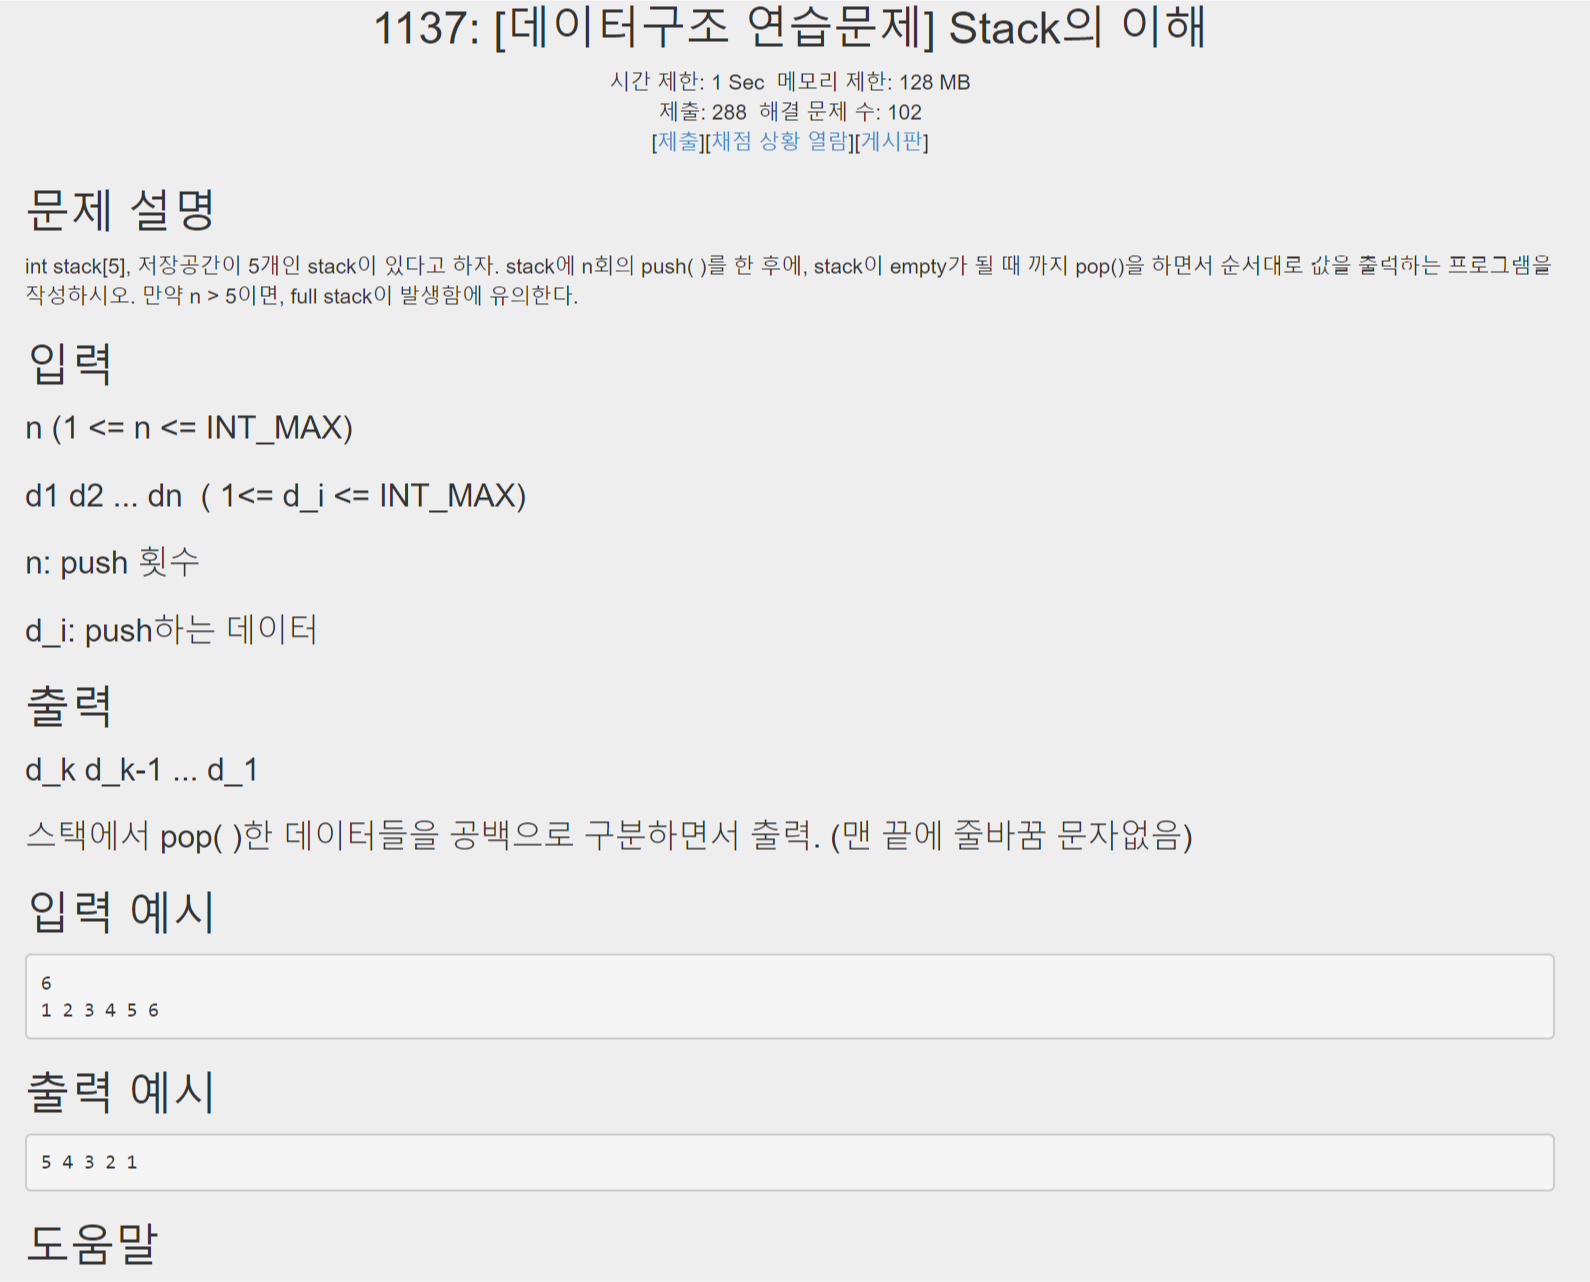 1137: [데이터구조 연습문제] Stack의 이해
시간 제한: 1 Sec  메모리 제한: 128 MB
제출: 288  해결 문제 수: 102
[제출][채점 상황 열람][게시판]
문제 설명
int stack[5], 저장공간이 5개인 stack이 있다고 하자. stack에 n회의 push( )를 한 후에, stack이 empty가 될 때 까지 pop()을 하면서 순서대로 값을 출력하는 프로그램을
작성하시오. 만약 n > 5이면, full stack이 발생함에 유의한다.
입력
n (1 <= n <= INT_MAX)
d1 d2 ... dn  ( 1<= d_i <= INT_MAX)
n: push 횟수
d_i: push하는 데이터
출력
d_k d_k-1 ... d_1
스택에서 pop( )한 데이터들을 공백으로 구분하면서 출력. (맨 끝에 줄바꿈 문자없음)
입력 예시
6
1 2 3 4 5 6
출력 예시
5 4 3 2 1
도움말